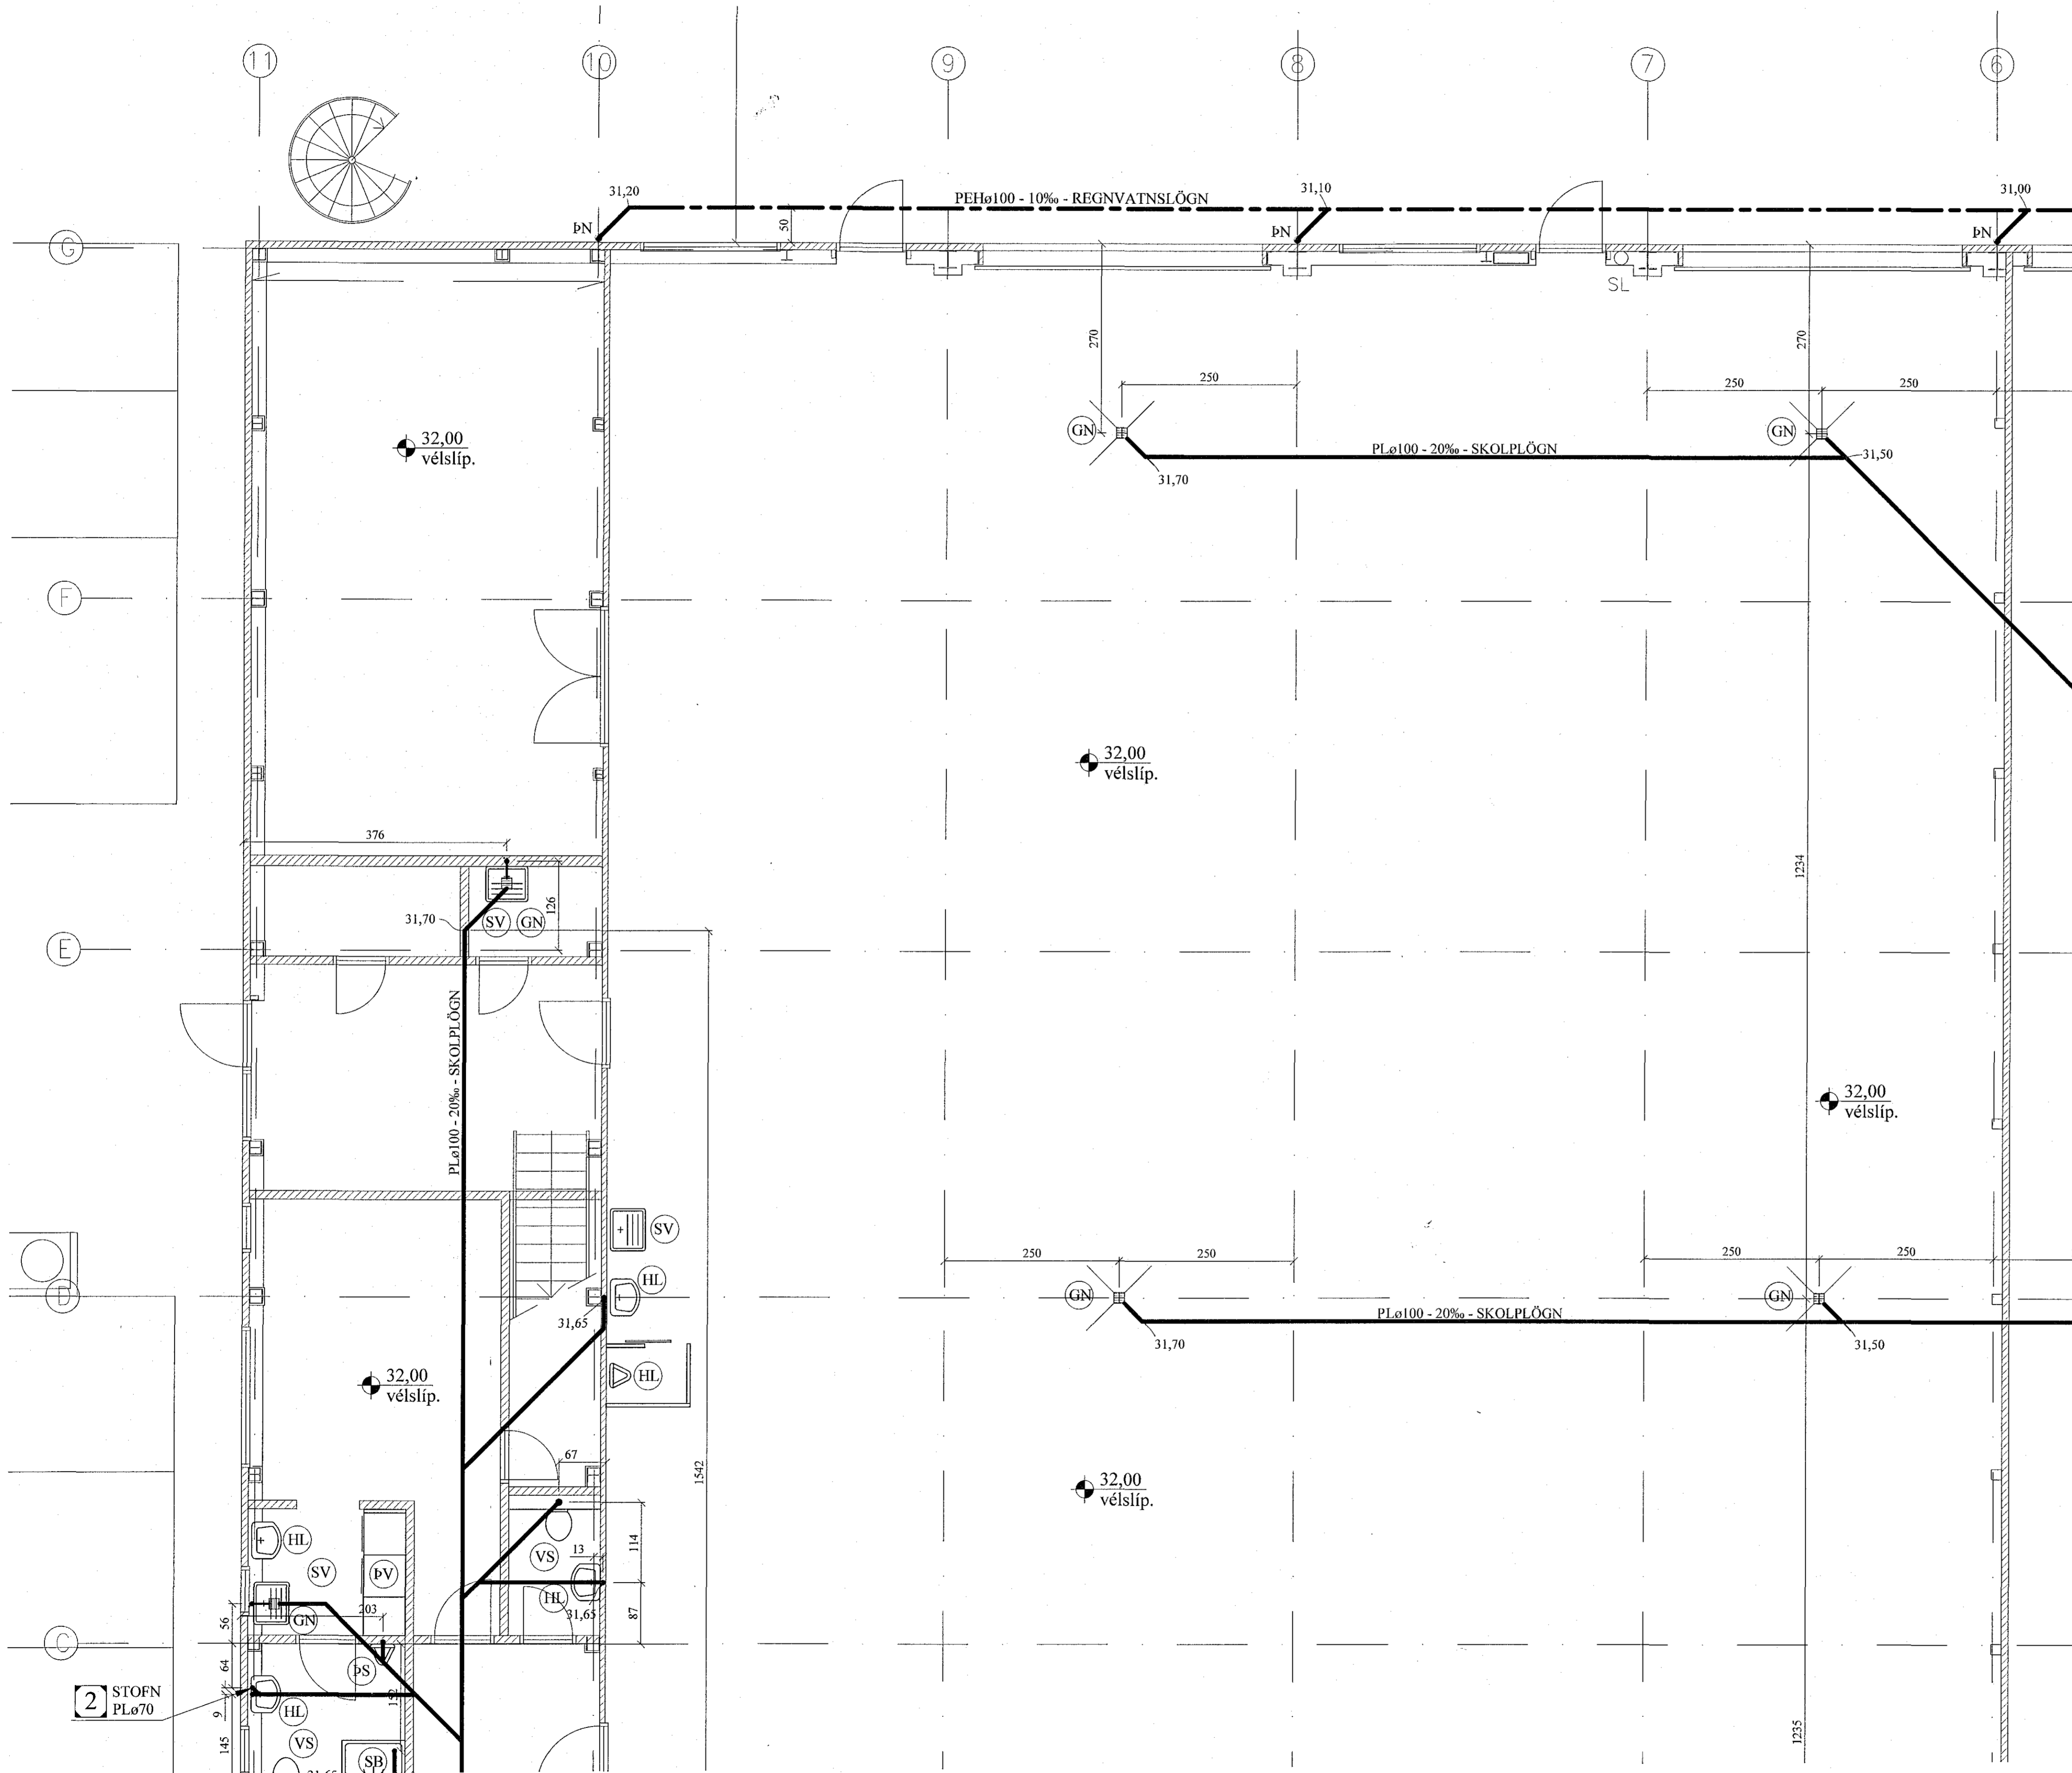 11
10
9
8
7
6
31,20
PEHø100 - 10‰ - REGNVATNSLÖGN
31,10
31,00
ÞN
50
ÞN
ÞN
G
SL
270
270
250
250
250
GN
GN
32,00
vélslíp.
PLø100 - 20‰ - SKOLPLÖGN
31,50
31,70
F
32,00
vélslíp.
376
1234
126
31,70
SV
GN
E
PLø100 - 20‰ - SKOLPLÖGN
32,00
vélslíp.
SV
250
250
250
250
HL
GN
GN
D
PLø100 - 20‰ - SKOLPLÖGN
31,65
31,70
31,50
HL
32,00
vélslíp.
67
1542
32,00
vélslíp.
HL
114
VS
13
SV
ÞV
HL
31,65
87
56
GN
203
C
64
ÞS
152
2
STOFN
PLø70
9
HL
145
VS
SB
1235
31,65